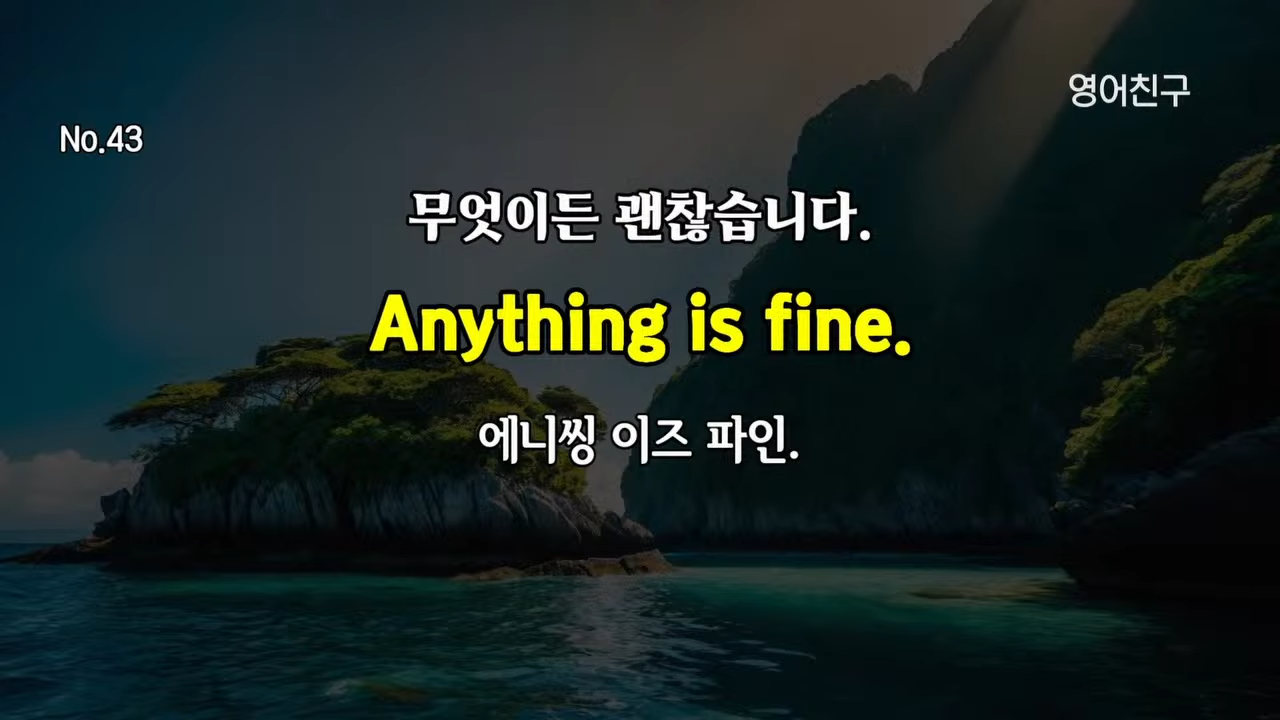 영어친구
No.43
무엇이든 괜찮습니다.
Anything is fine.
에니씽 이즈 파인.